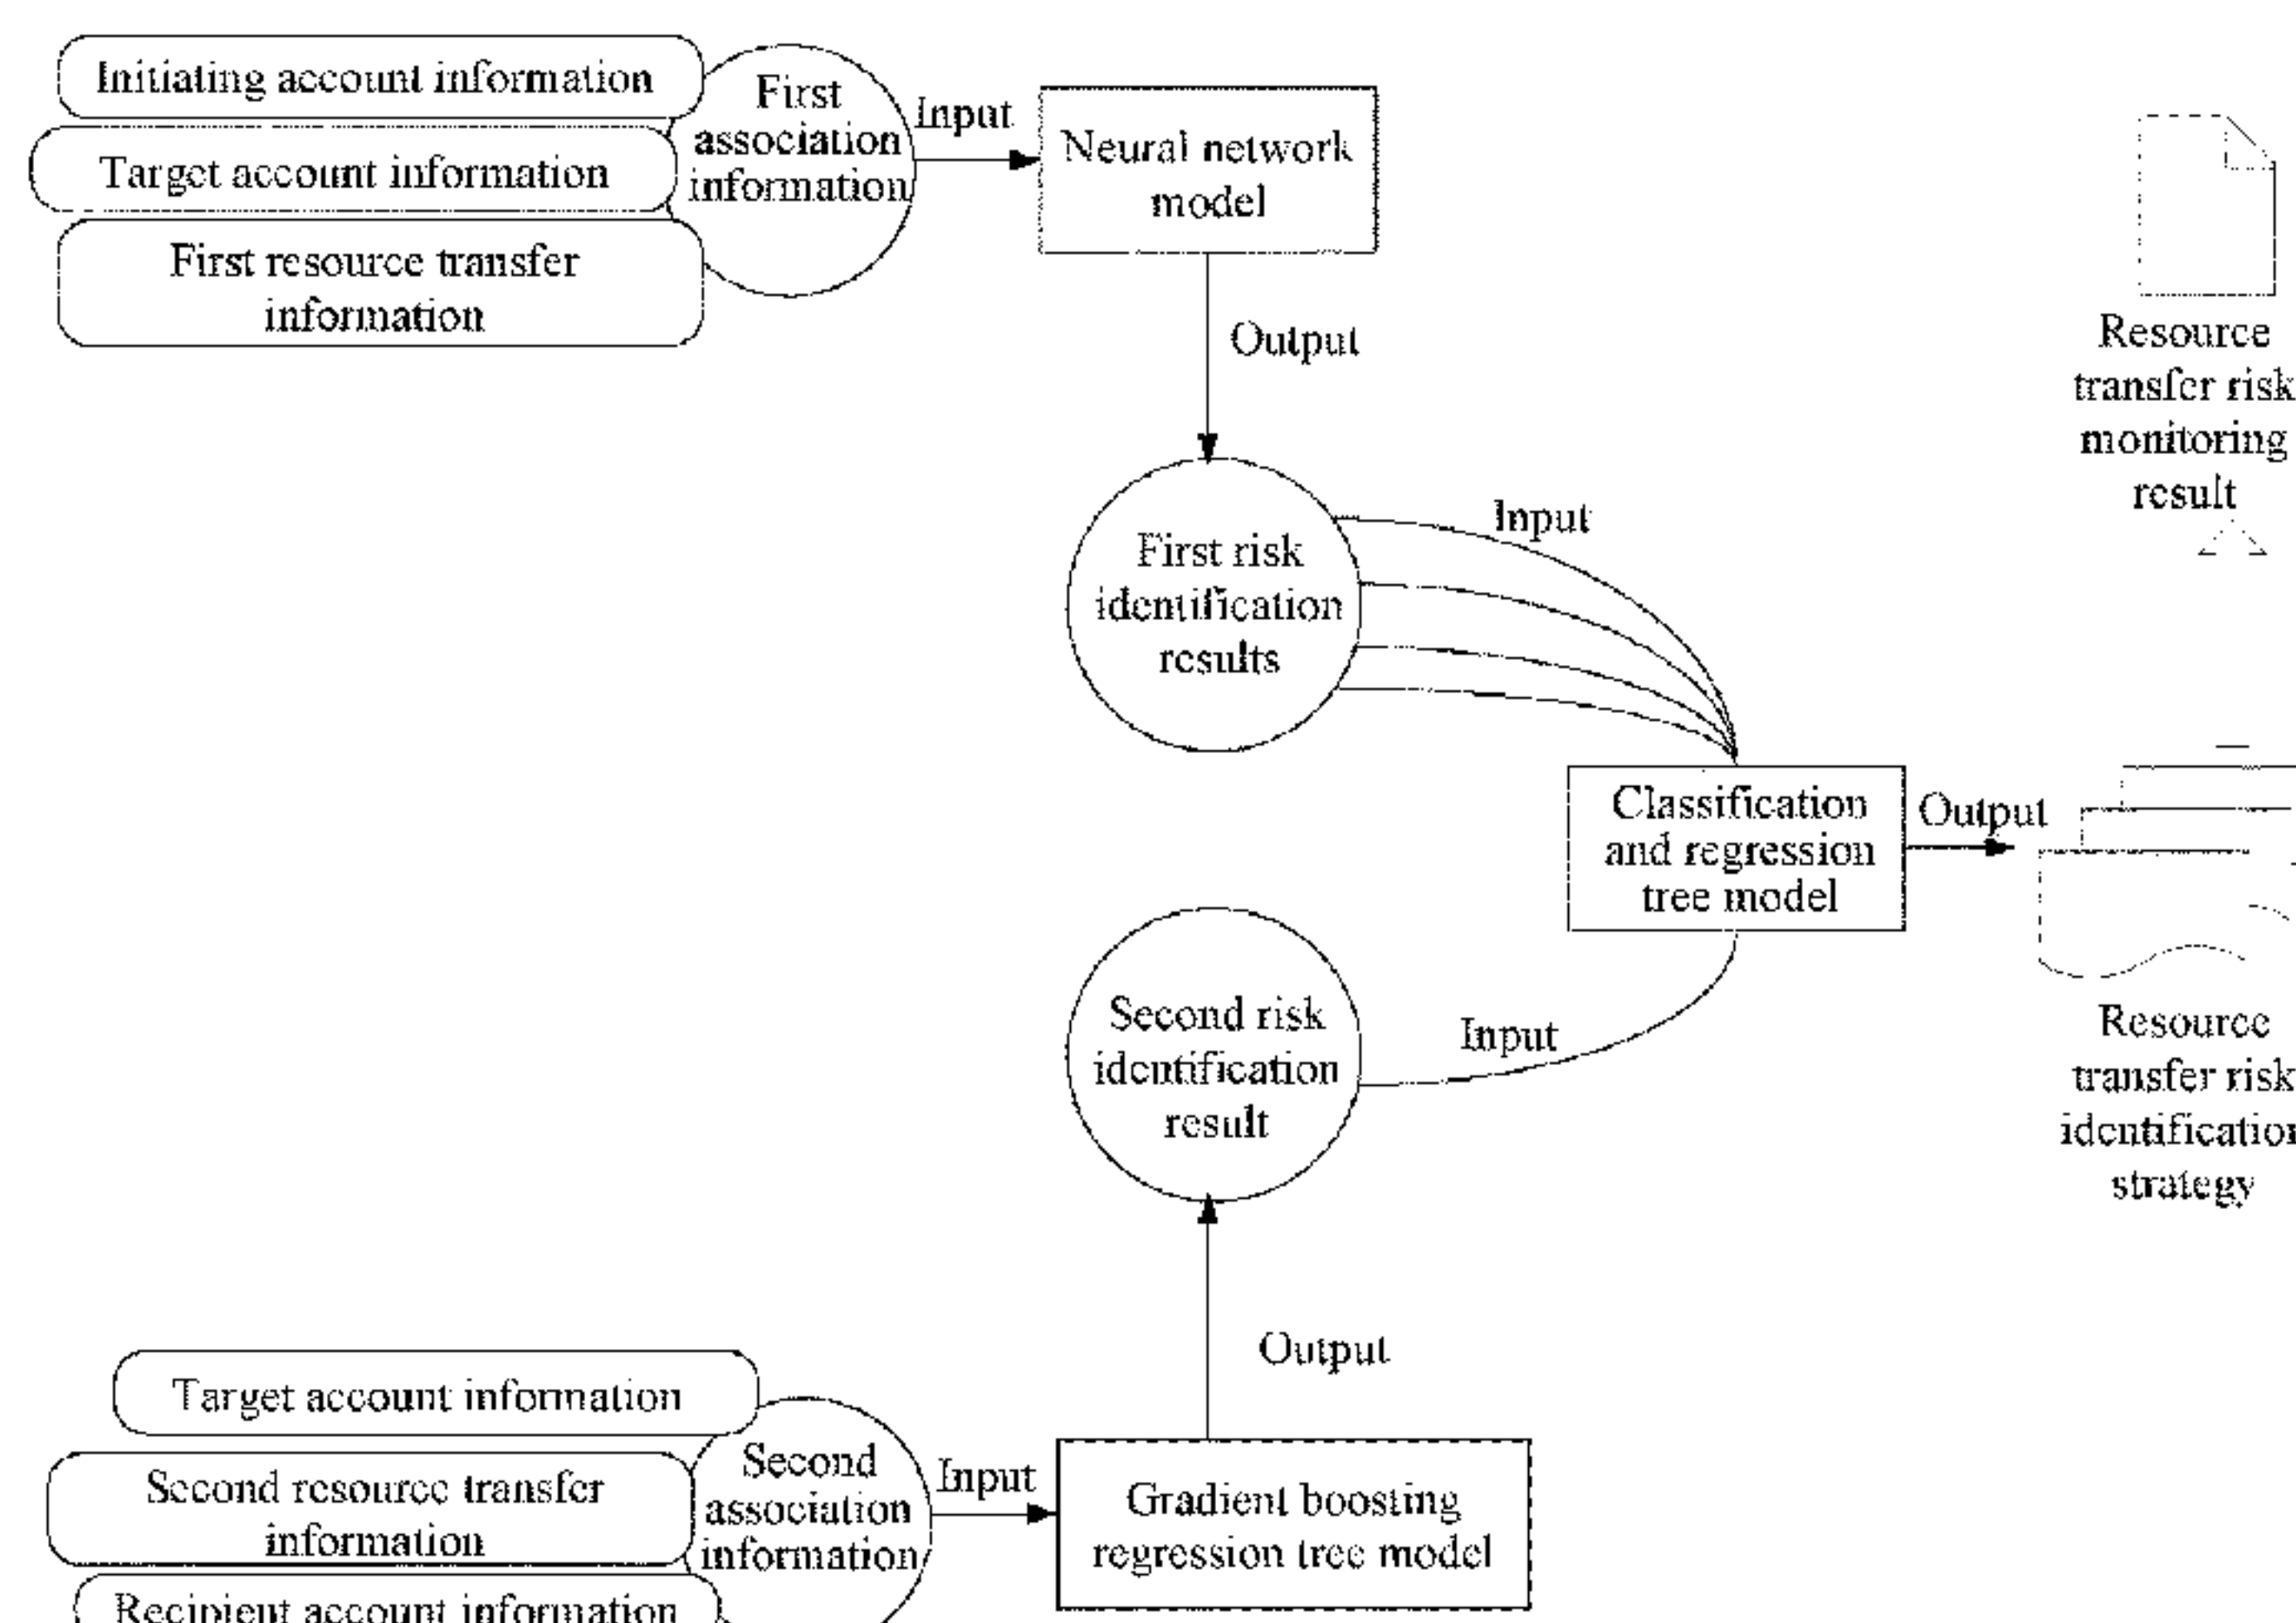 Initiating account information
Target account information
First resource transfer
information
First
association
information
Input
Neural network
model
Output
First risk
identification
results
Input
Classification
and regression
tree model
Output
Resource
transfer risk
monitoring
result
Resource
transfer risk
identification
strategy
Second risk
identification
result
Input
Output
Target account information
Second resource transfer
information
Recipient account information
Second
association
information
Input
Gradient boosting
regression tree model